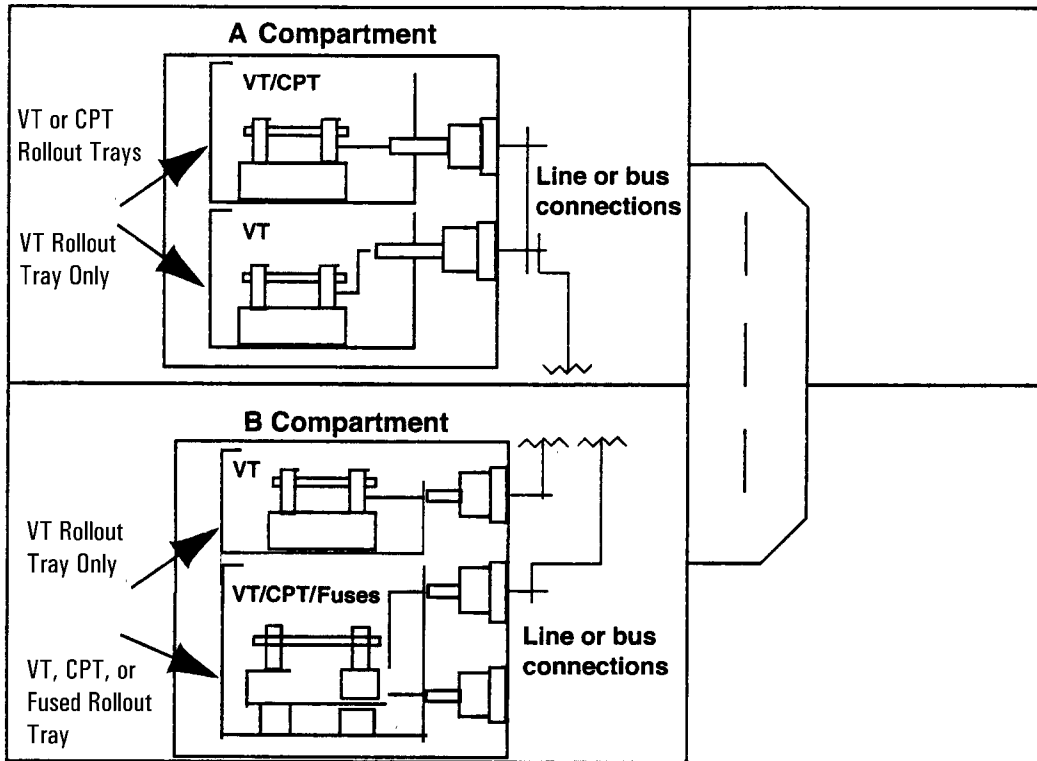 A Compartment
VT/CPT
VT or CPT
Rollout Trays
Line or bus
connections
VT
VT Rollout
Tray Only
B Compartment
VT
VT Rollout
Tray Only
VT/CPT/Fuses
Line or bus
connections
VT, CPT, or
Fused Rollout
Tray